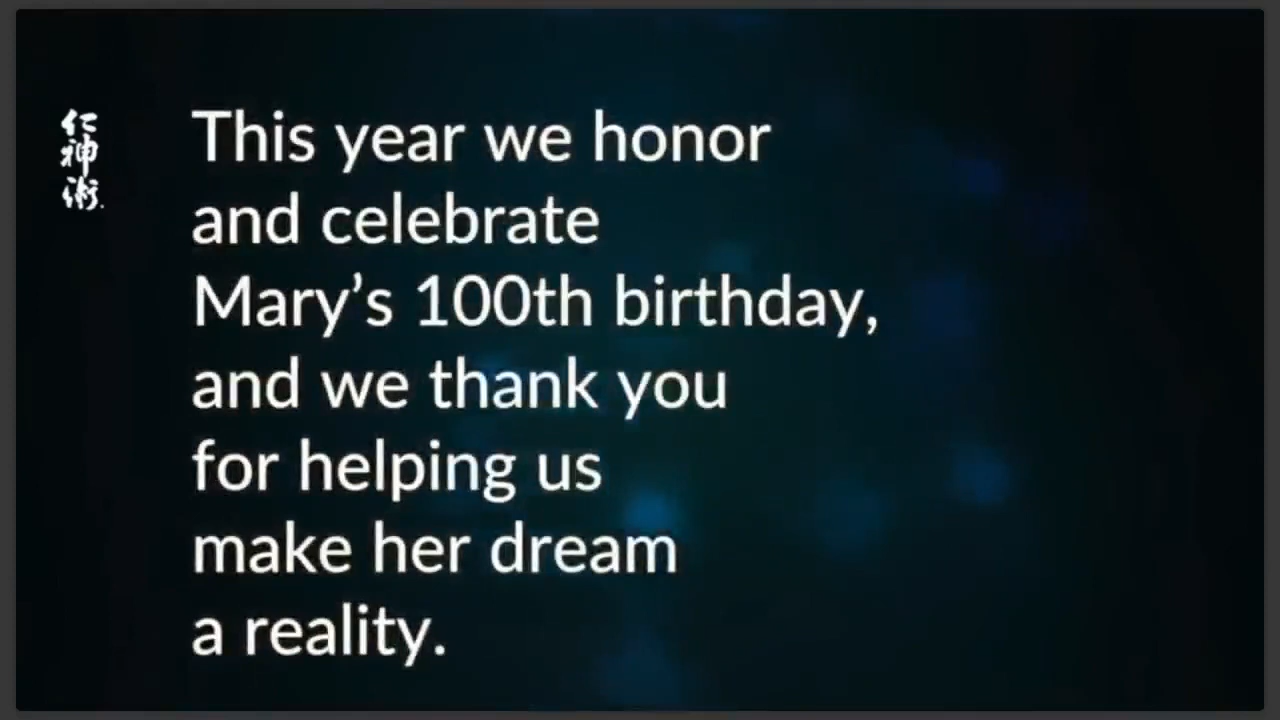 仁神術
This year we honor
and celebrate
Mary’s 100th birthday,
and we thank you
for helping us
make her dream
a reality.